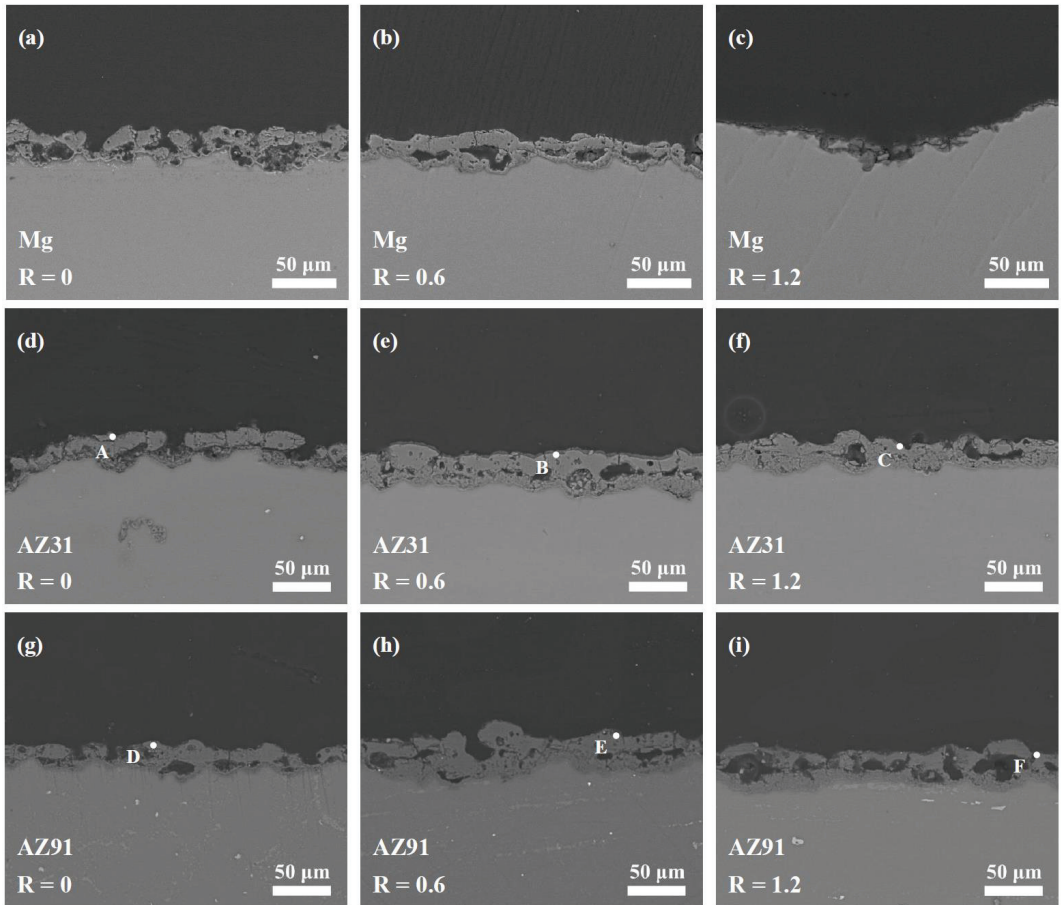 (a)
Mg
R = 0
50 μm
(b)
Mg
R = 0.6
50 μm
(c)
Mg
R = 1.2
50 μm
(d)
A
AZ31
R = 0
50 μm
(e)
B
AZ31
R = 0.6
50 μm
(f)
C
AZ31
R = 1.2
50 μm
(g)
D
AZ91
R = 0
50 μm
(h)
E
AZ91
R = 0.6
50 μm
(i)
F
AZ91
R = 1.2
50 μm